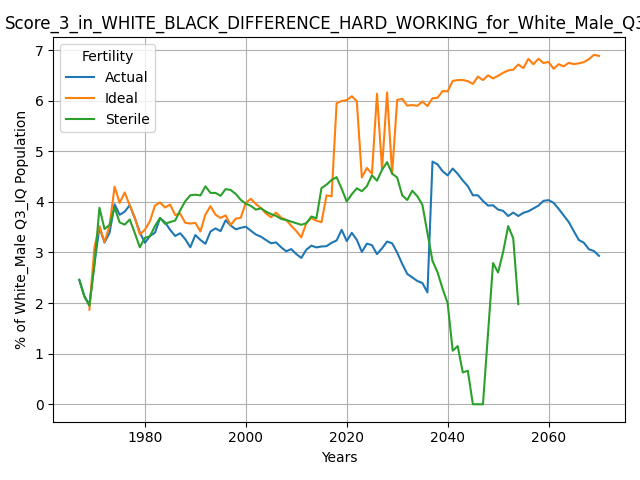 Score_3_in_WHITE_BLACK_DIFFERENCE_HARD_WORKING_for_White_Male_Q3
Fertility
Actual
Ideal
Sterile
% of White_Male Q3_IQ Population
7
6
5
4
3
2
1
0
1980 2000 2020 2040 2060
Years